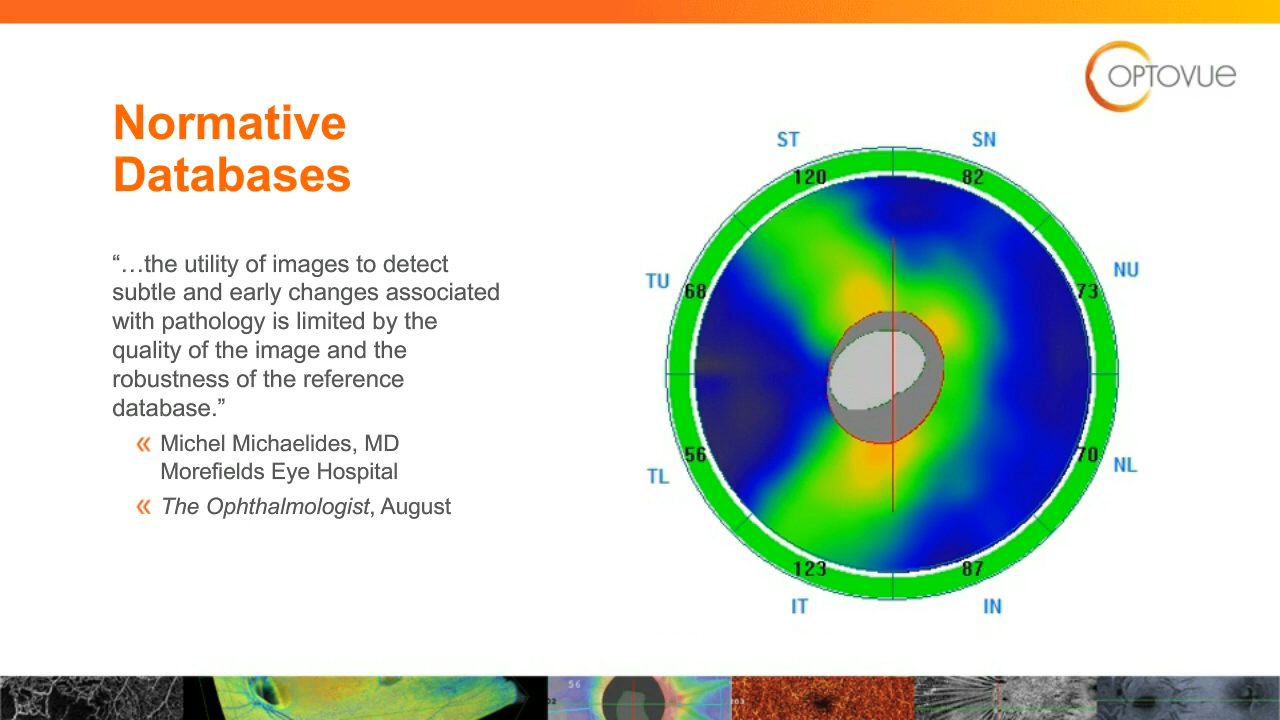 OPTOVUE
Normative
Databases
“…the utility of images to detect
subtle and early changes associated
with pathology is limited by the
quality of the image and the
robustness of the reference
database.”
« Michel Michaelides, MD
Morefields Eye Hospital
« The Ophthalmologist, August
ST
SN
120
82
TU
NU
68
73
56
70
TL
NL
123
87
IT
IN
56